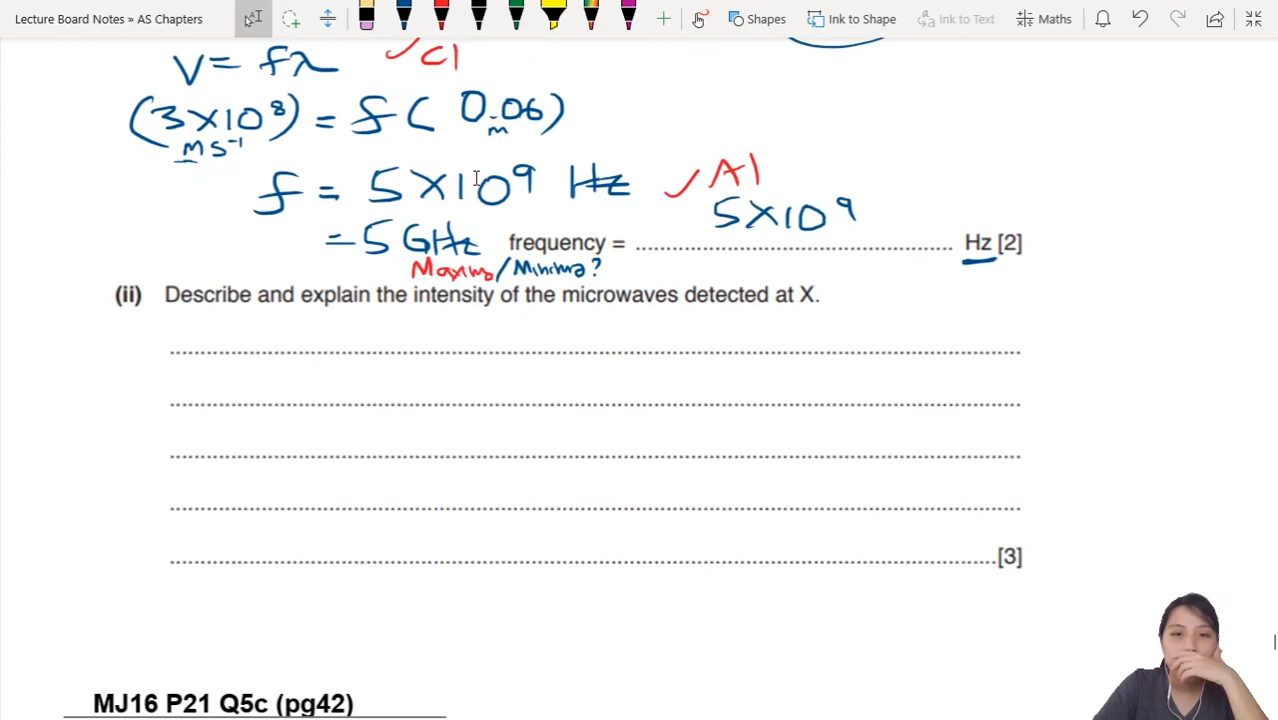 Lecture Board Notes » AS Chapters
Shapes
Ink to Shape
Ink to Text
Maths
v = fλ ✓ C1
(3×10⁸) = f ( 0.06)
ms⁻¹ m
f = 5×10⁹ Hz ✓ A1
5×10⁹
= 5 GHz frequency = ........................................................ Hz [2]
Maxima / Minima?
(ii) Describe and explain the intensity of the microwaves detected at X.
[3]
MJ16 P21 Q5c (pg42)